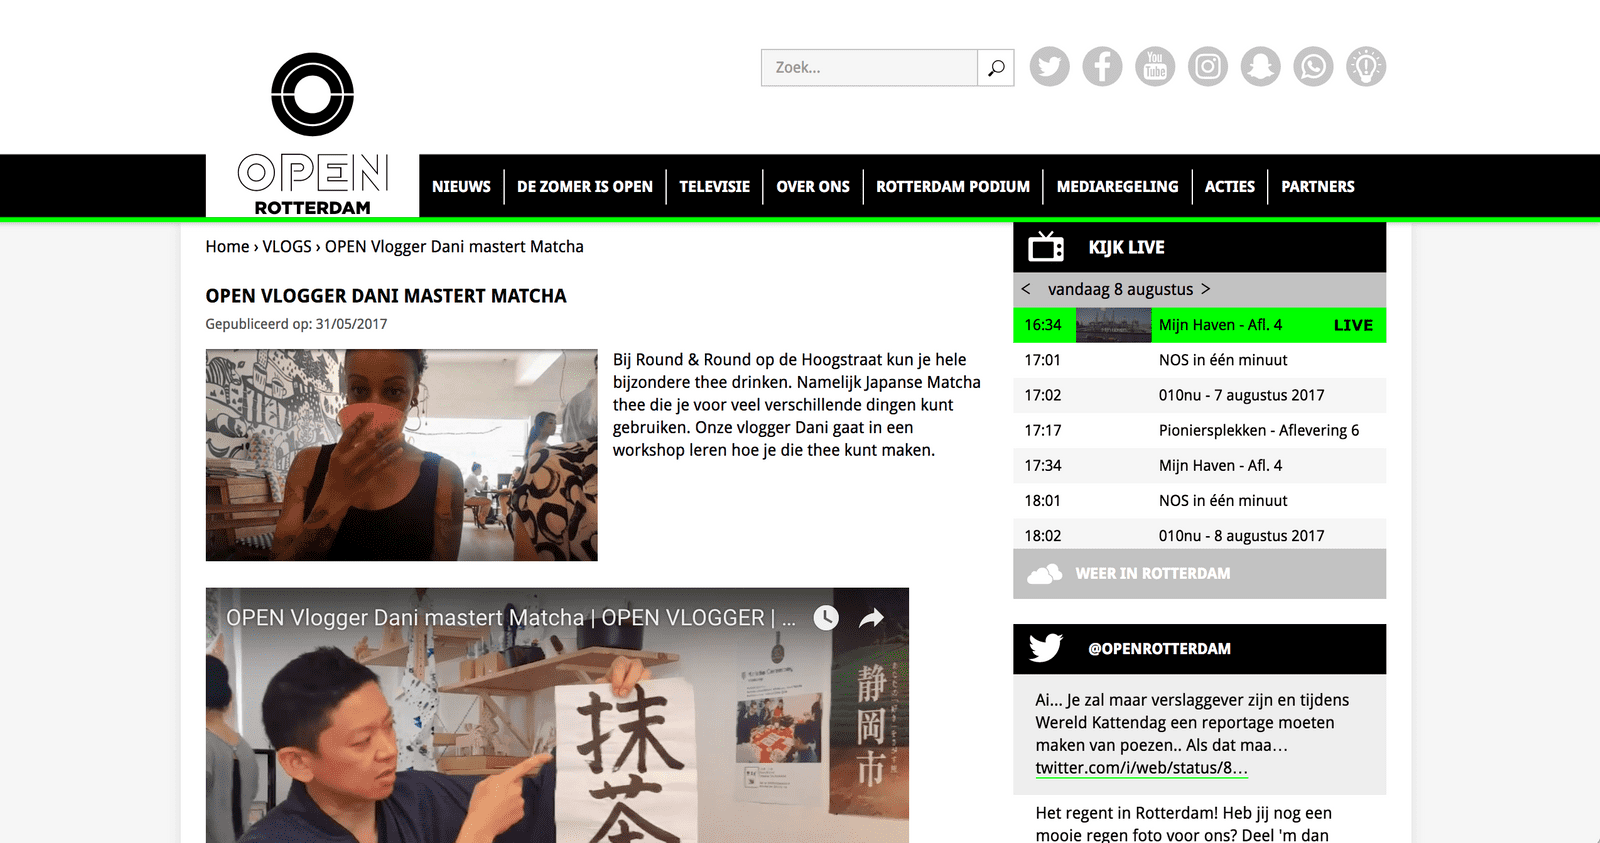 Zoek...
You
Tube
OPEN
ROTTERDAM
NIEUWS
DE ZOMER IS OPEN
TELEVISIE
OVER ONS
ROTTERDAM PODIUM
MEDIAREGELING
ACTIES
PARTNERS
Home › VLOGS › OPEN Vlogger Dani mastert Matcha
OPEN VLOGGER DANI MASTERT MATCHA
Gepubliceerd op: 31/05/2017
Bij Round & Round op de Hoogstraat kun je hele
bijzondere thee drinken. Namelijk Japanse Matcha
thee die je voor veel verschillende dingen kunt
gebruiken. Onze vlogger Dani gaat in een
workshop leren hoe je die thee kunt maken.
OPEN Vlogger Dani mastert Matcha | OPEN VLOGGER | ...
抹茶
静岡市
KIJK LIVE
< vandaag 8 augustus >
16:34 Mijn Haven - Afl. 4 LIVE
17:01 NOS in één minuut
17:02 010nu - 7 augustus 2017
17:17 Pioniersplekken - Aflevering 6
17:34 Mijn Haven - Afl. 4
18:01 NOS in één minuut
18:02 010nu - 8 augustus 2017
WEER IN ROTTERDAM
@OPENROTTERDAM
Ai... Je zal maar verslaggever zijn en tijdens
Wereld Kattendag een reportage moeten
maken van poezen.. Als dat maa…
twitter.com/i/web/status/8…
Het regent in Rotterdam! Heb jij nog een
mooie regen foto voor ons? Deel 'm dan